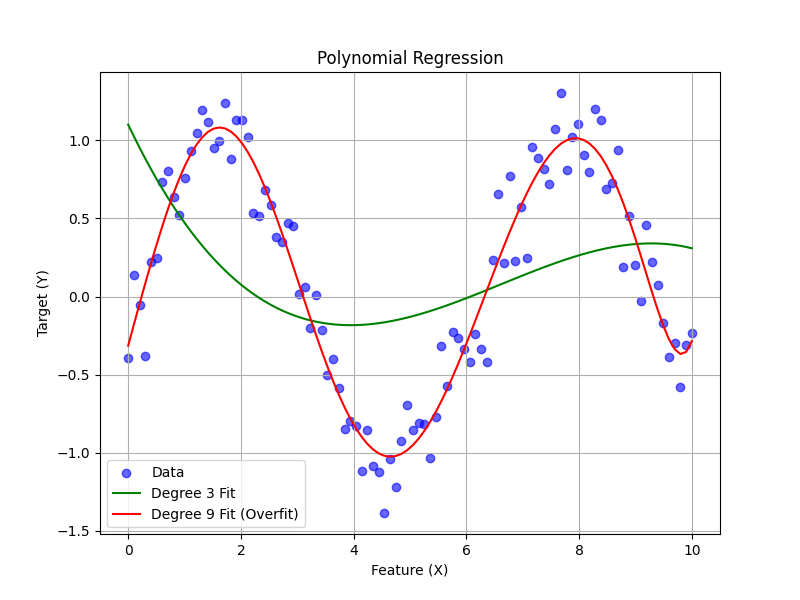 Polynomial Regression
Target (Y)
1.0
0.5
0.0
−0.5
−1.0
−1.5
Data
Degree 3 Fit
Degree 9 Fit (Overfit)
0 2 4 6 8 10
Feature (X)